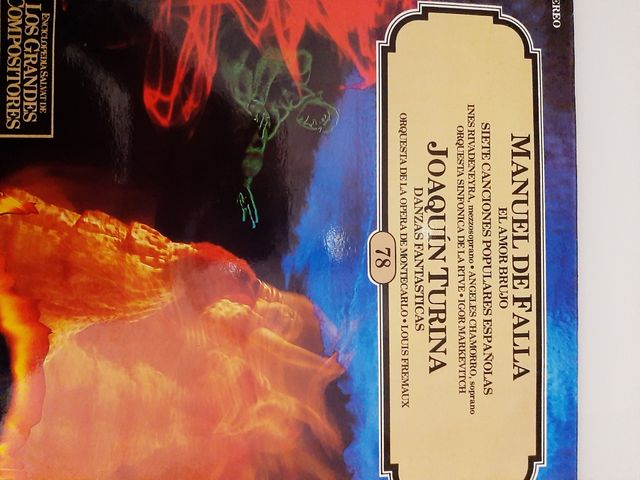 EREO
MANUEL DE FALLA
EL AMOR BRUJO
SIETE CANCIONES POPULARES ESPAÑOLAS
INES RIVADENEYRA, mezzosoprano • ANGELES CHAMORRO, soprano
ORQUESTA SINFONICA DE LA RTVE • IGOR MARKEVITCH
JOAQUÍN TURINA
DANZAS FANTASTICAS
ORQUESTA DE LA OPERA DE MONTECARLO • LOUIS FREMAUX
78
ENCICLOPEDIA SALVAT DE
LOS GRANDES
COMPOSITORES